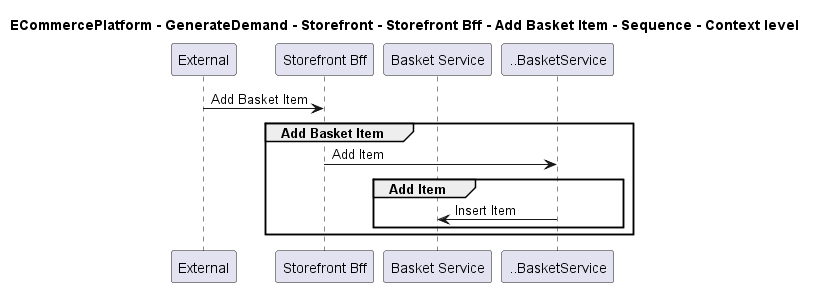 ECommercePlatform - GenerateDemand - Storefront - Storefront Bff - Add Basket Item - Sequence - Context level
External Storefront Bff Basket Service ..BasketService
Add Basket Item
Add Basket Item
Add Item
Add Item
Insert Item
External Storefront Bff Basket Service ..BasketService